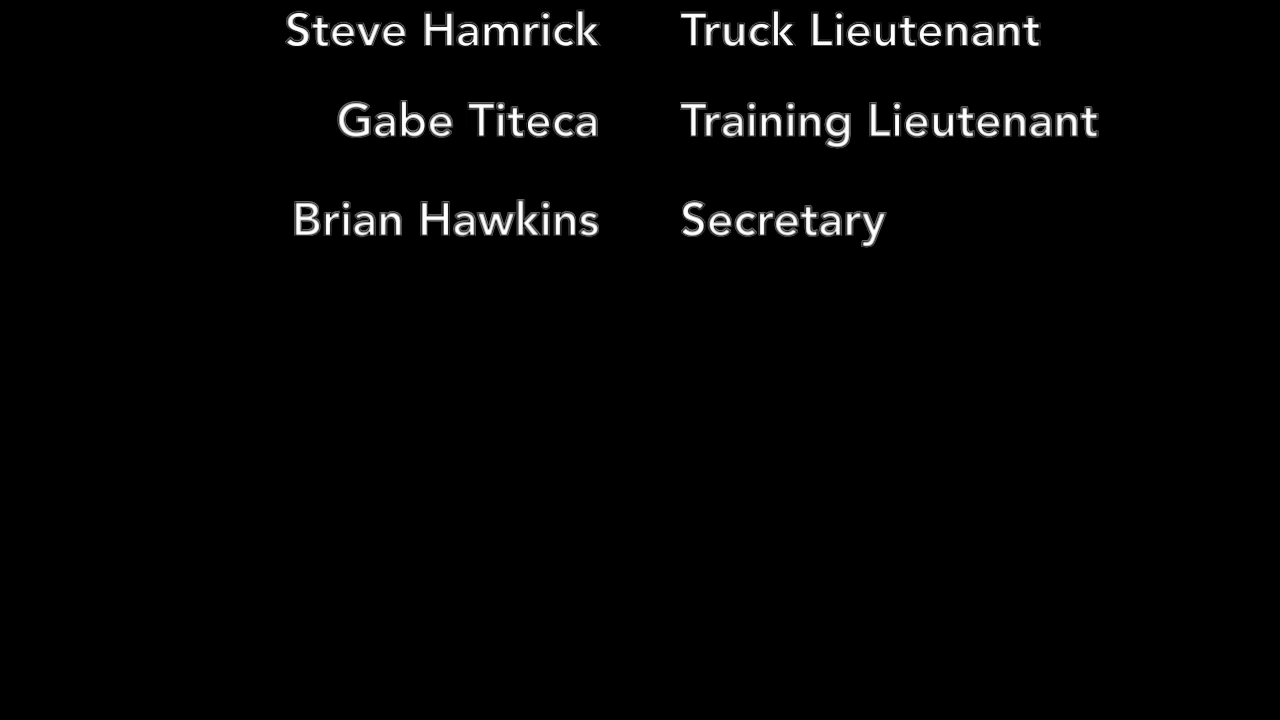 Steve Hamrick Truck Lieutenant
Gabe Titeca Training Lieutenant
Brian Hawkins Secretary